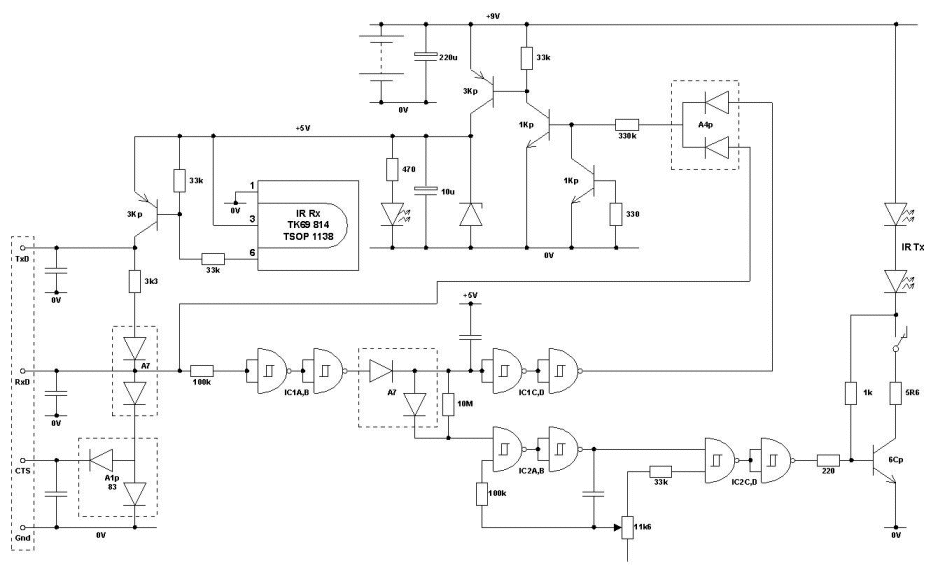 +9V
220u
33k
3Kp
A4p
0V
1Kp
330k
+5V
33k
470
10u
1Kp
330
1
0V
IR Rx
3
TK69 814
TSOP 1138
6
3Kp
33k
0V
IR Tx
TxD
3k3
0V
+5V
A7
RxD
100k
IC1A,B
A7
10M
IC1C,D
0V
1k
5R6
CTS
A1p
83
IC2A,B
100k
33k
IC2C,D
220
6Cp
11k6
Gnd
0V
0V